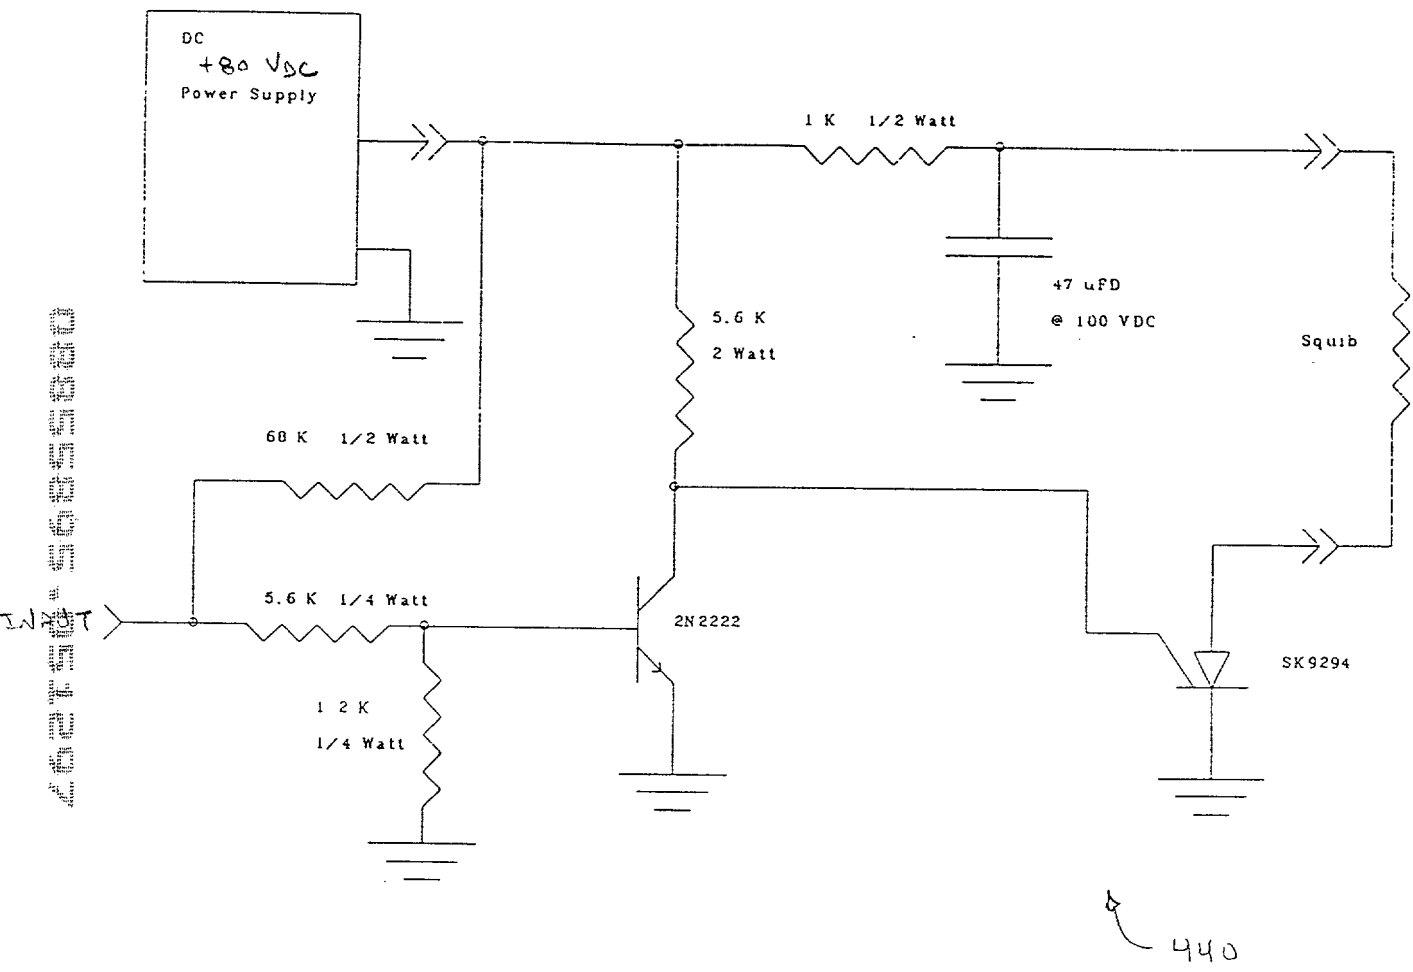 DC
+80 VDC
Power Supply
1 K 1/2 Watt
47 uFD
@ 100 VDC
5.6 K
2 Watt
Squib
68 K 1/2 Watt
5.6 K 1/4 Watt
INPUT
2N2222
SK9294
1 2 K
1/4 Watt
440